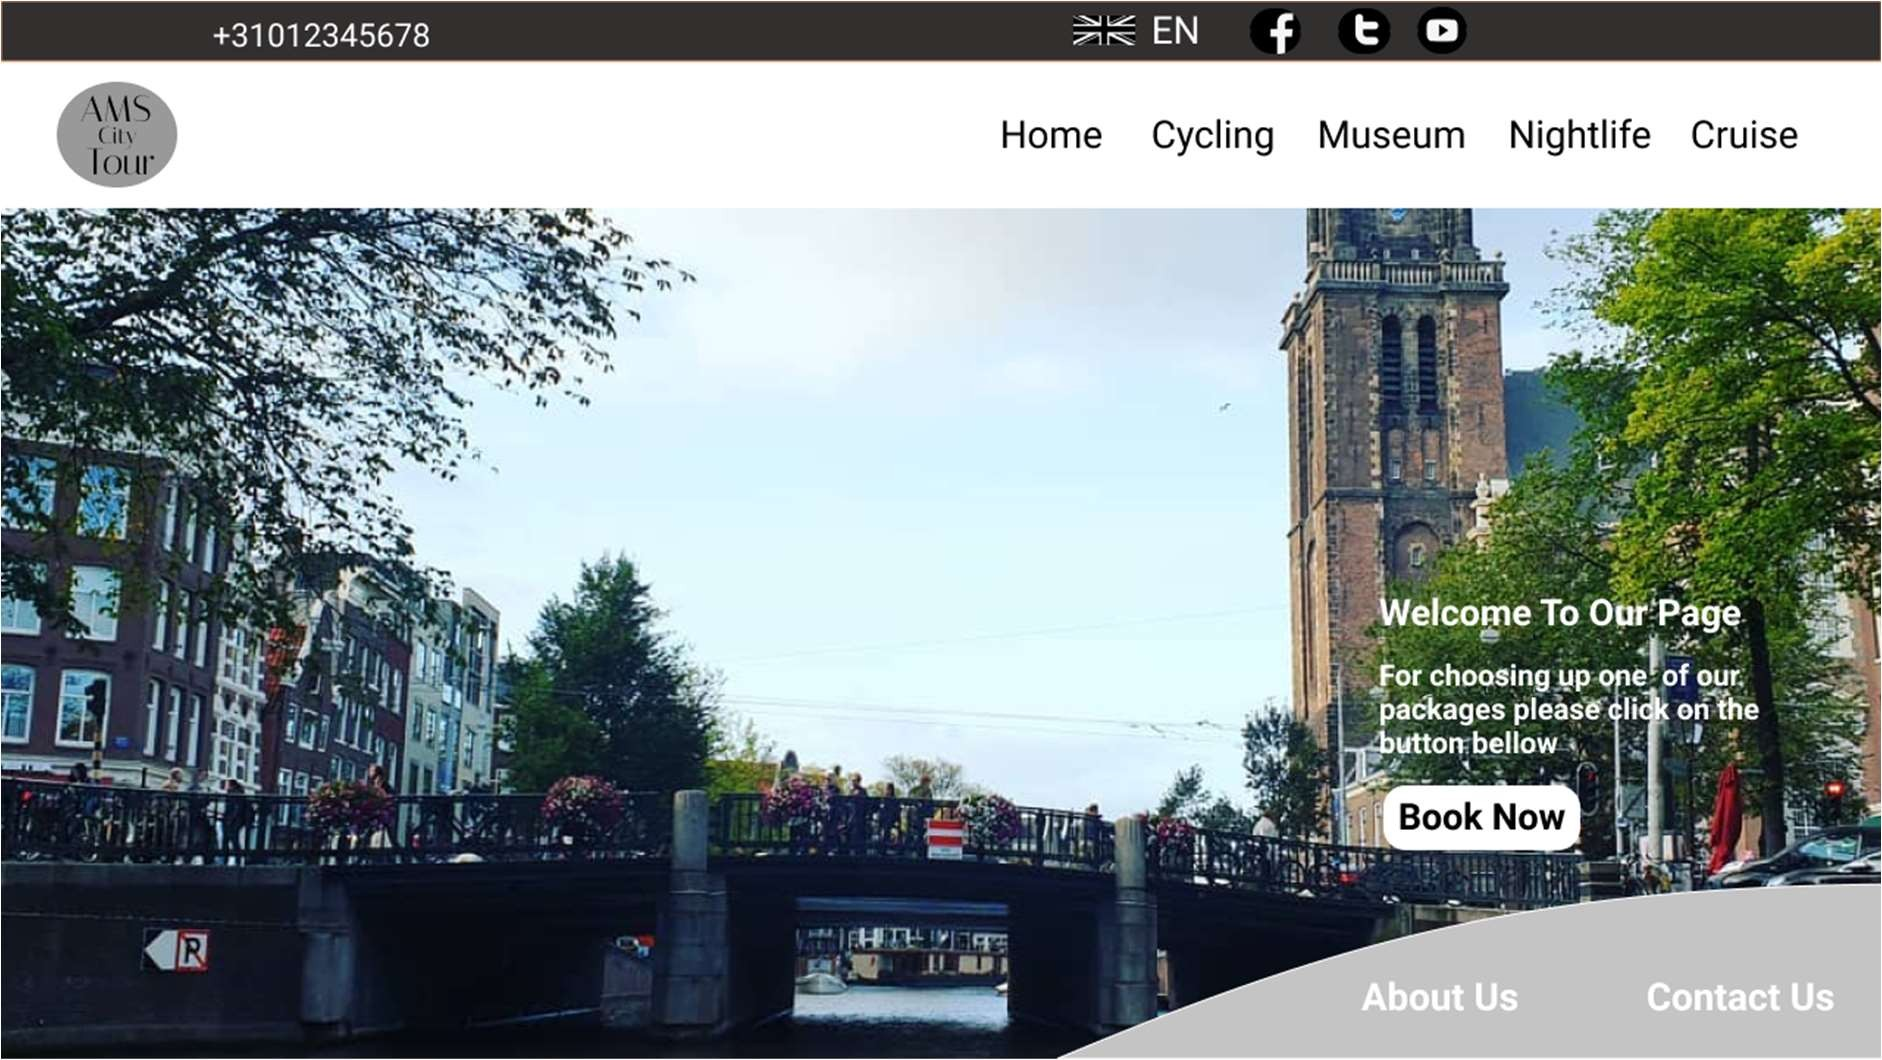 +31012345678
EN
AMS
City
Tour
Home Cycling Museum Nightlife Cruise
Welcome To Our Page
For choosing up one of our
packages please click on the
button bellow
Book Now
R
About Us Contact Us